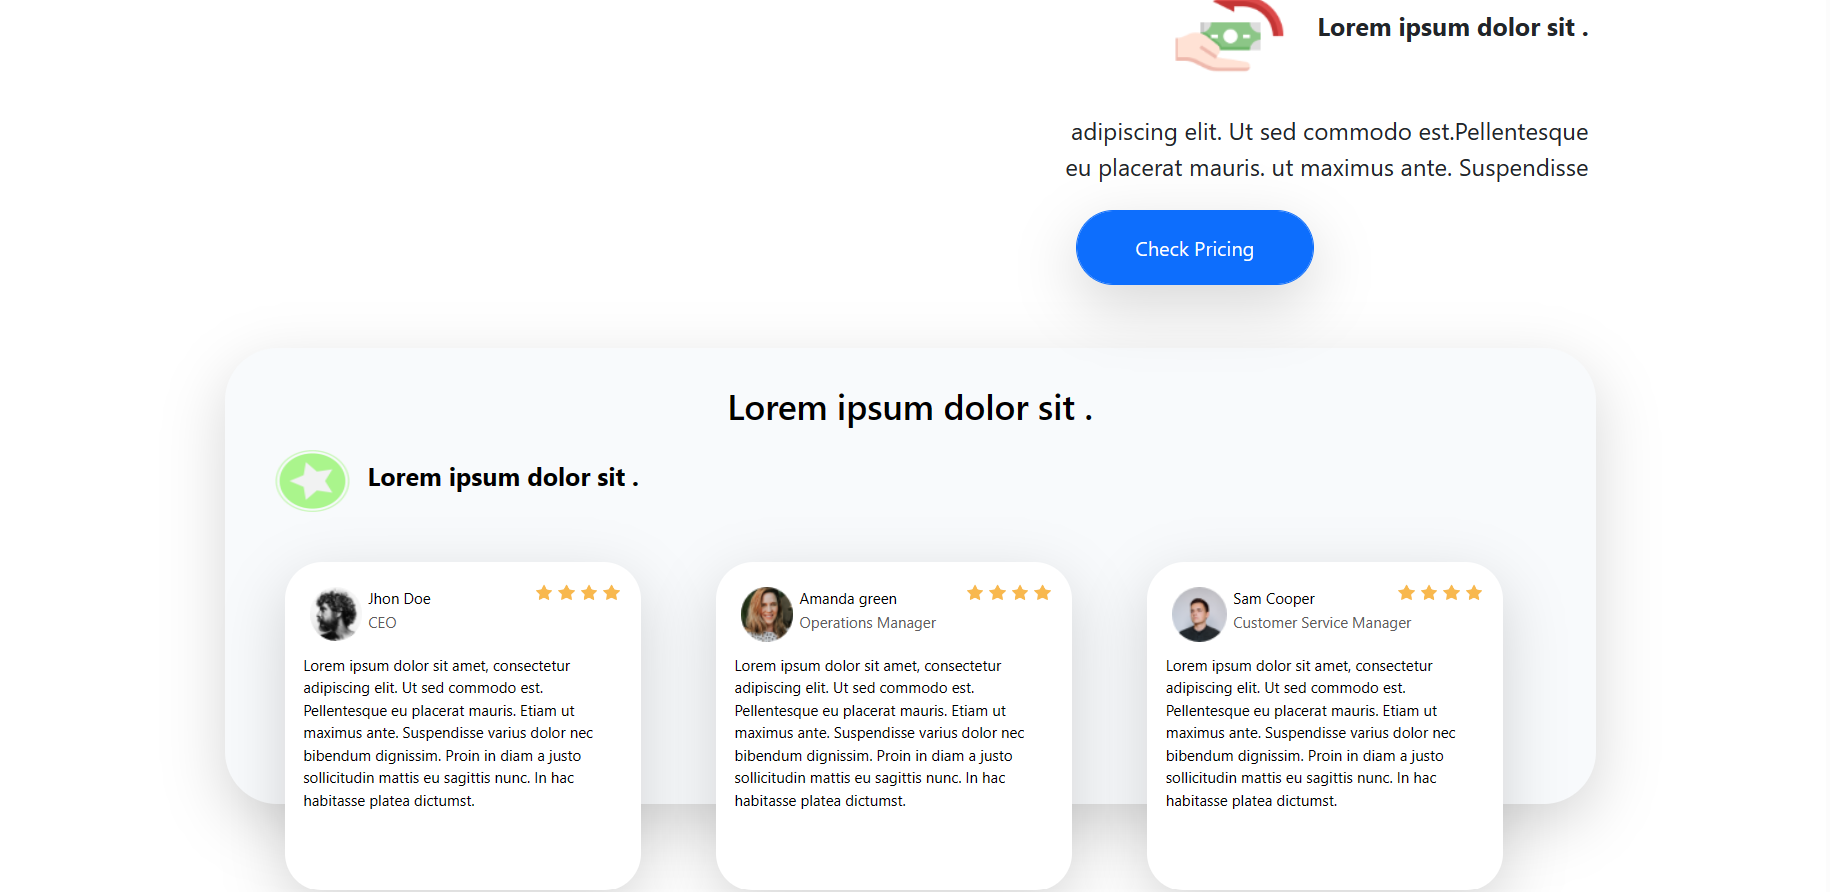 Lorem ipsum dolor sit .
adipiscing elit. Ut sed commodo est.Pellentesque
eu placerat mauris. ut maximus ante. Suspendisse
Check Pricing
Lorem ipsum dolor sit .
Lorem ipsum dolor sit .
Jhon Doe
CEO
Lorem ipsum dolor sit amet, consectetur
adipiscing elit. Ut sed commodo est.
Pellentesque eu placerat mauris. Etiam ut
maximus ante. Suspendisse varius dolor nec
bibendum dignissim. Proin in diam a justo
sollicitudin mattis eu sagittis nunc. In hac
habitasse platea dictumst.
Amanda green
Operations Manager
Lorem ipsum dolor sit amet, consectetur
adipiscing elit. Ut sed commodo est.
Pellentesque eu placerat mauris. Etiam ut
maximus ante. Suspendisse varius dolor nec
bibendum dignissim. Proin in diam a justo
sollicitudin mattis eu sagittis nunc. In hac
habitasse platea dictumst.
Sam Cooper
Customer Service Manager
Lorem ipsum dolor sit amet, consectetur
adipiscing elit. Ut sed commodo est.
Pellentesque eu placerat mauris. Etiam ut
maximus ante. Suspendisse varius dolor nec
bibendum dignissim. Proin in diam a justo
sollicitudin mattis eu sagittis nunc. In hac
habitasse platea dictumst.